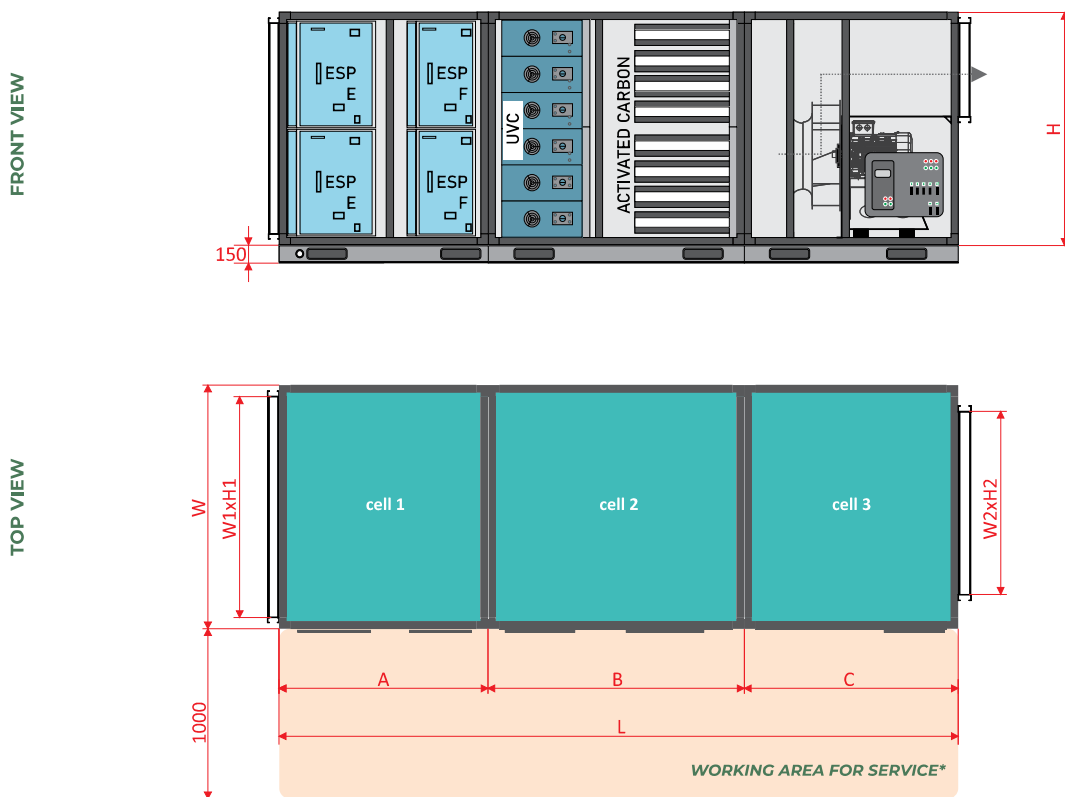 FRONT VIEW
ESP
E
ESP
F
ESP
E
ESP
F
UVC
ACTIVATED CARBON
H
150
TOP VIEW
W
W1xH1
cell 1
cell 2
cell 3
W2xH2
A
B
C
L
1000
WORKING AREA FOR SERVICE*